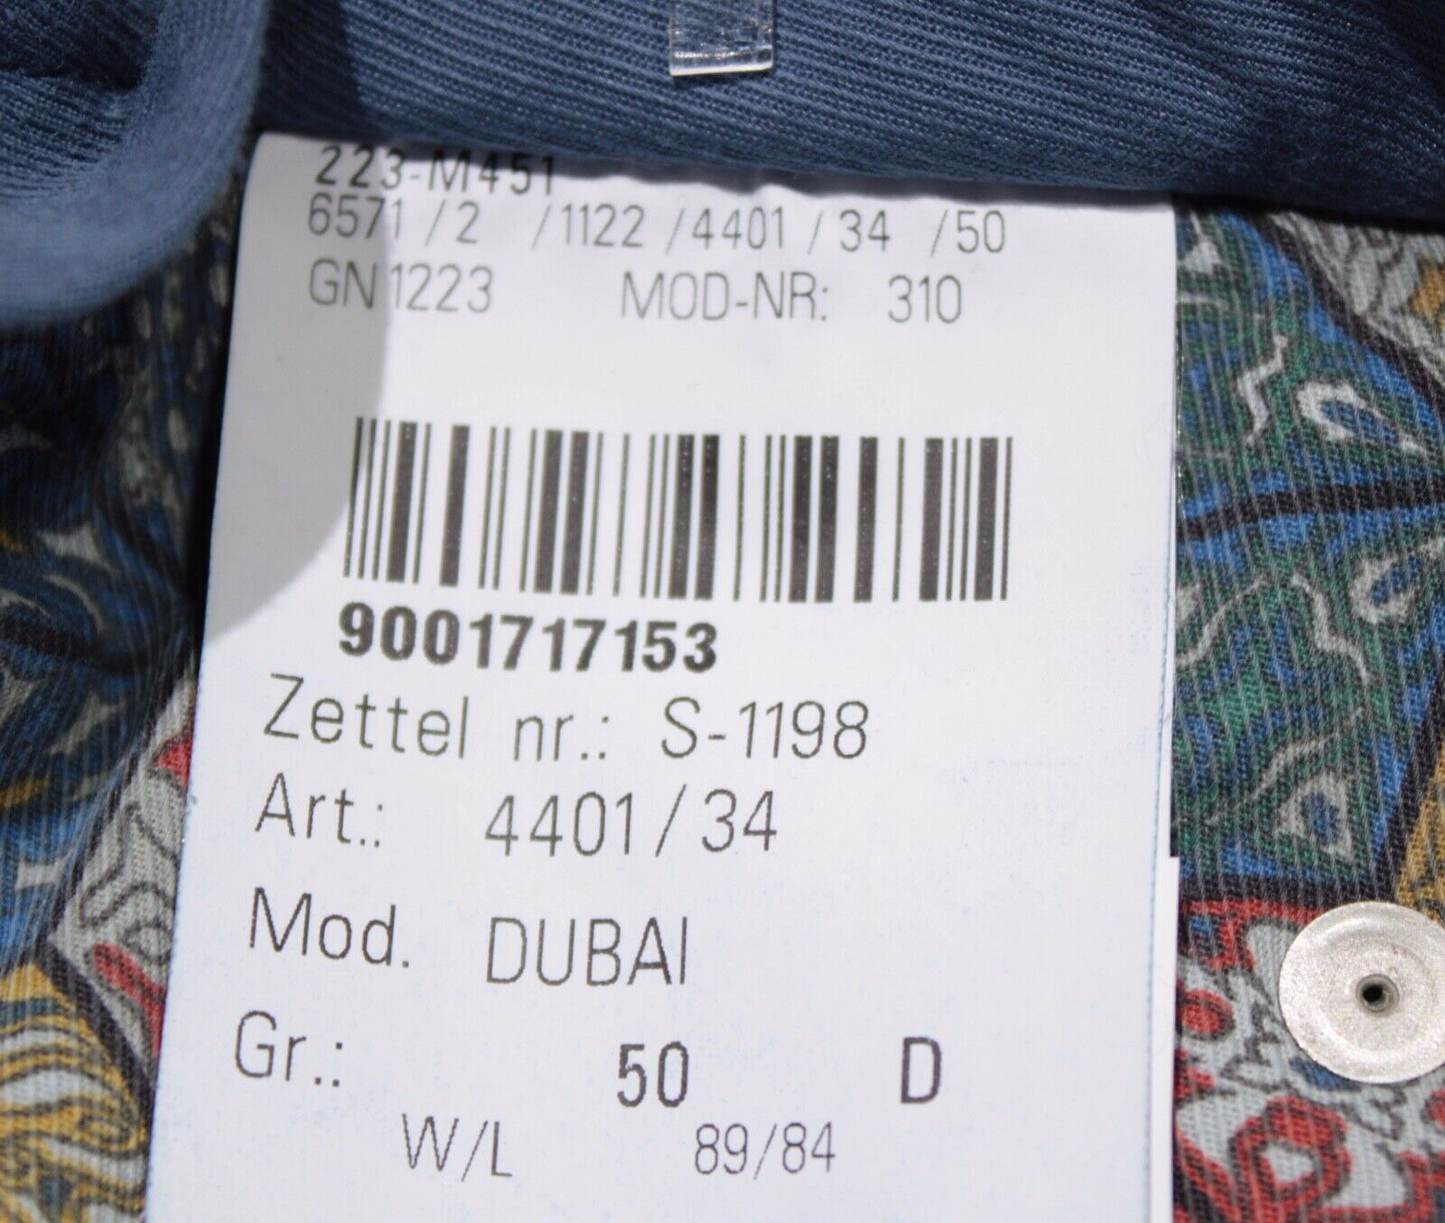 223-M451
6571 / 2 / 1122 / 4401 / 34 / 50
GN 1223 MOD-NR: 310
9001717153
Zettel nr.: S-1198
Art.: 4401 / 34
Mod. DUBAI
Gr.: 50 D
W/L 89/84